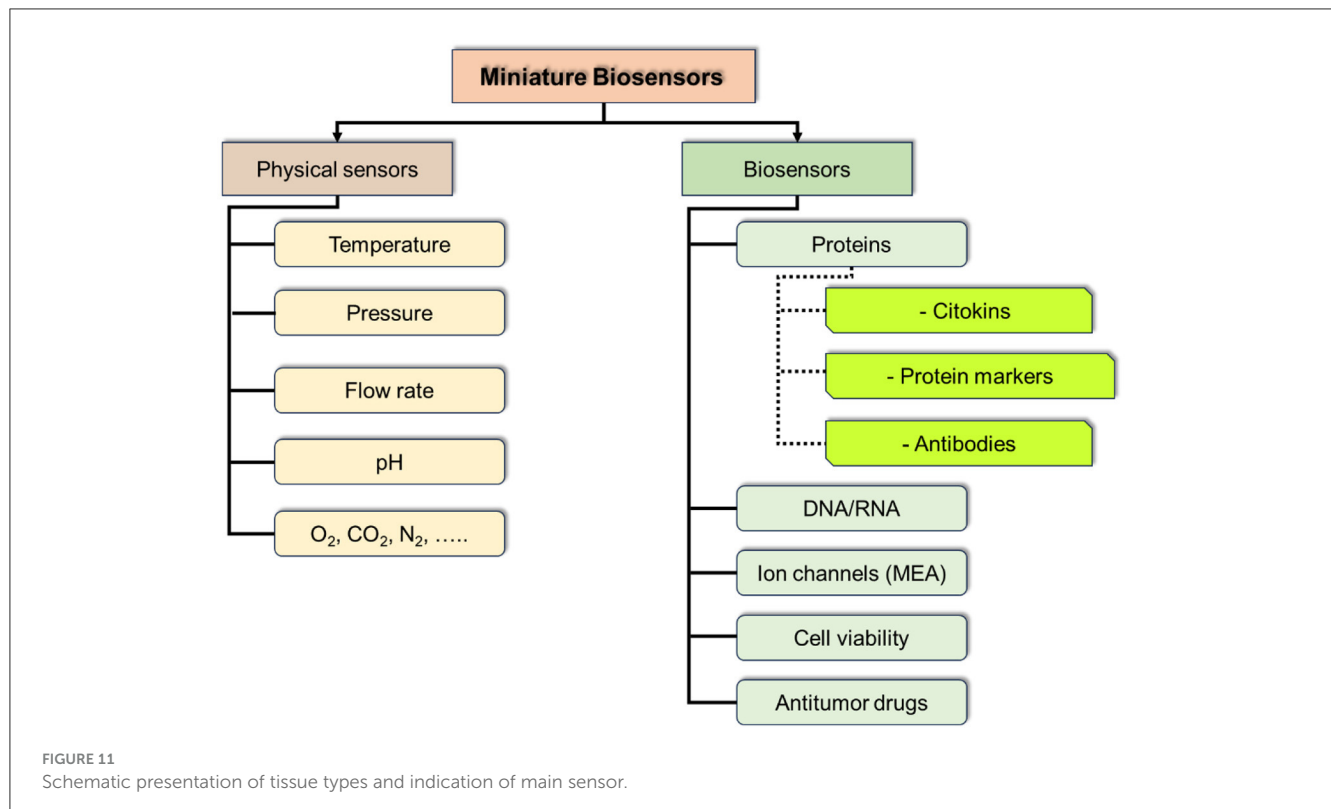 Miniature Biosensors
Physical sensors
Temperature
Pressure
Flow rate
pH
O₂, CO₂, N₂, …..
Biosensors
Proteins
- Citokins
- Protein markers
- Antibodies
DNA/RNA
Ion channels (MEA)
Cell viability
Antitumor drugs
FIGURE 11
Schematic presentation of tissue types and indication of main sensor.